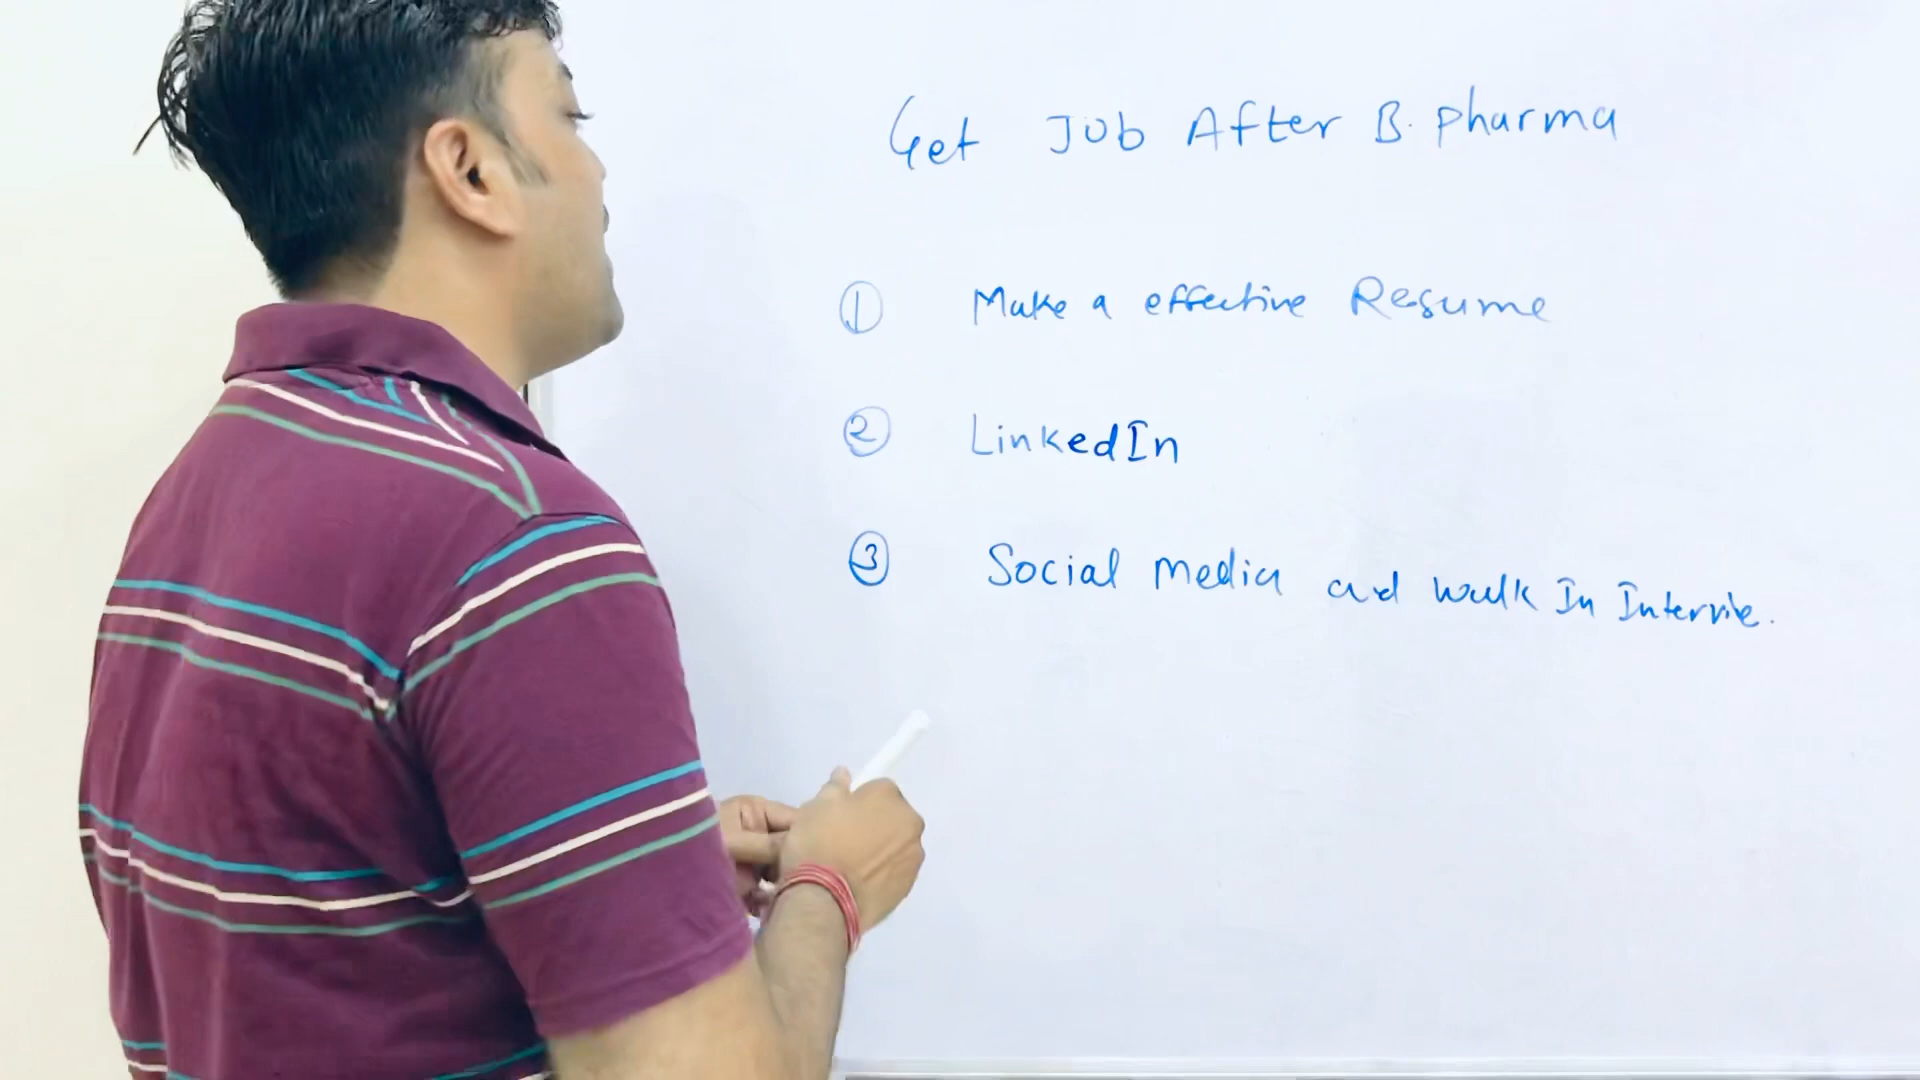 Get Job After B. pharma
① Make a effective Resume
② LinkedIn
③ Social Media and walk In Intervie.